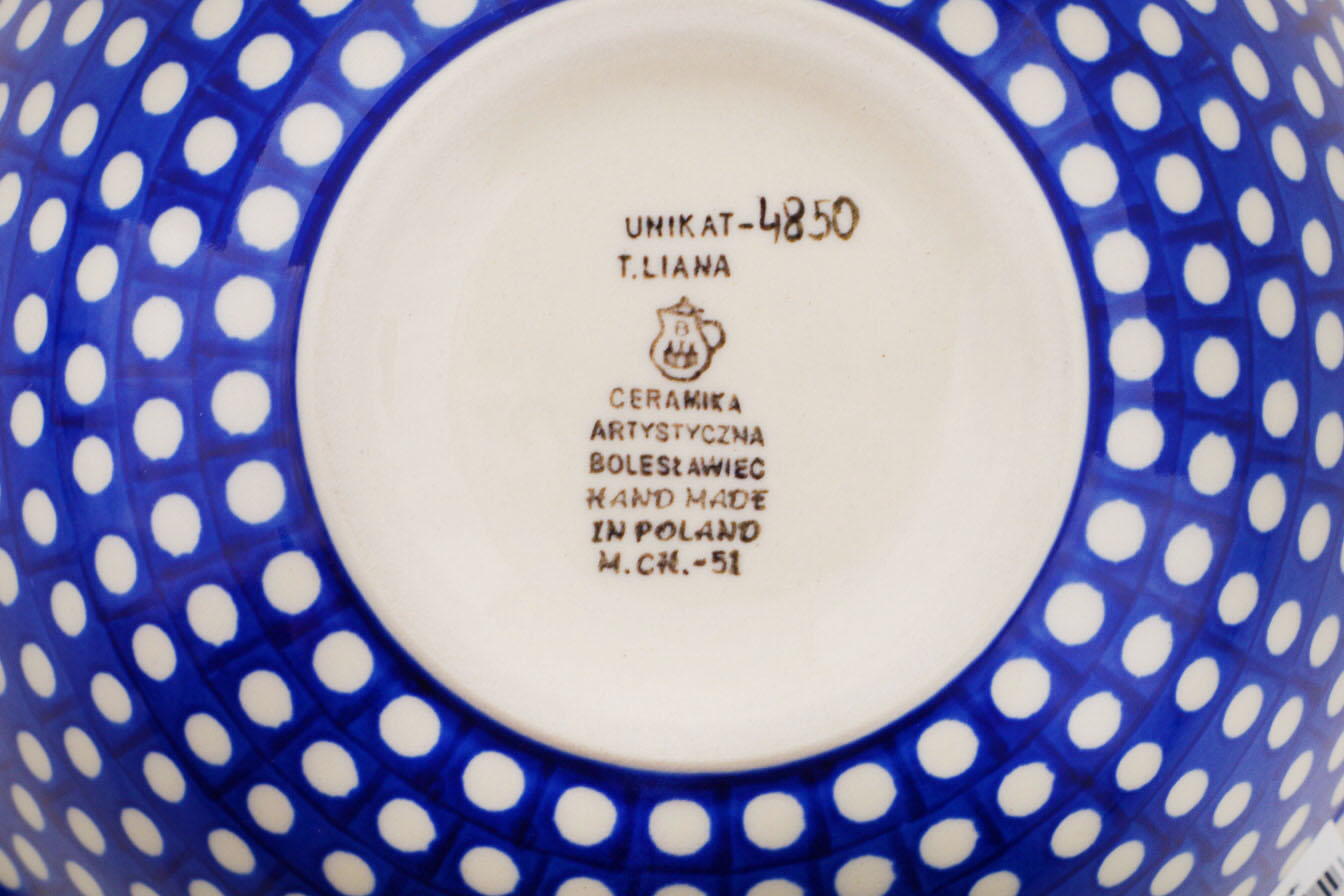 UNIKAT-4850
T.LIANA
B
CERAMIKA
ARTYSTYCZNA
BOLESŁAWIEC
HAND MADE
IN POLAND
M.CH.-51